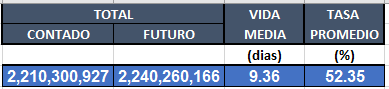 TOTAL VIDA TASA
CONTADO FUTURO MEDIA PROMEDIO
(dias) (%)
2,210,300,927 2,240,260,166 9.36 52.35